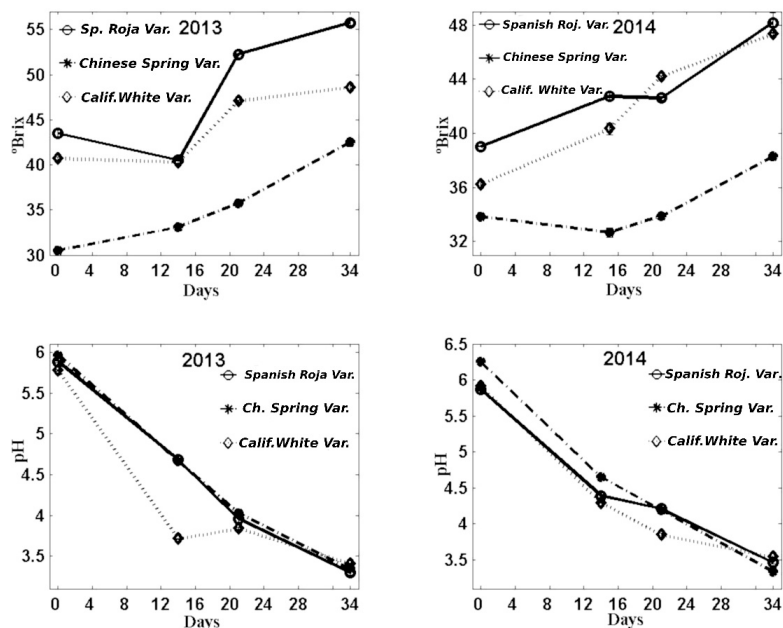 2013
Sp. Roja Var.
Chinese Spring Var.
Calif.White Var.
ºBrix
55
50
45
40
35
30
0 4 8 12 16 20 24 28 34
Days
2014
Spanish Roj. Var.
Chinese Spring Var.
Calif. White Var.
ºBrix
48
44
40
36
32
0 4 8 12 16 20 24 28 34
Days
2013
Spanish Roja Var.
Ch. Spring Var.
Calif.White Var.
pH
6
5.5
5
4.5
4
3.5
0 4 8 12 16 20 24 28 34
Days
2014
Spanish Roj. Var.
Ch. Spring Var.
Calif.White Var.
pH
6.5
6
5.5
5
4.5
4
3.5
0 4 8 12 16 20 24 28 34
Days